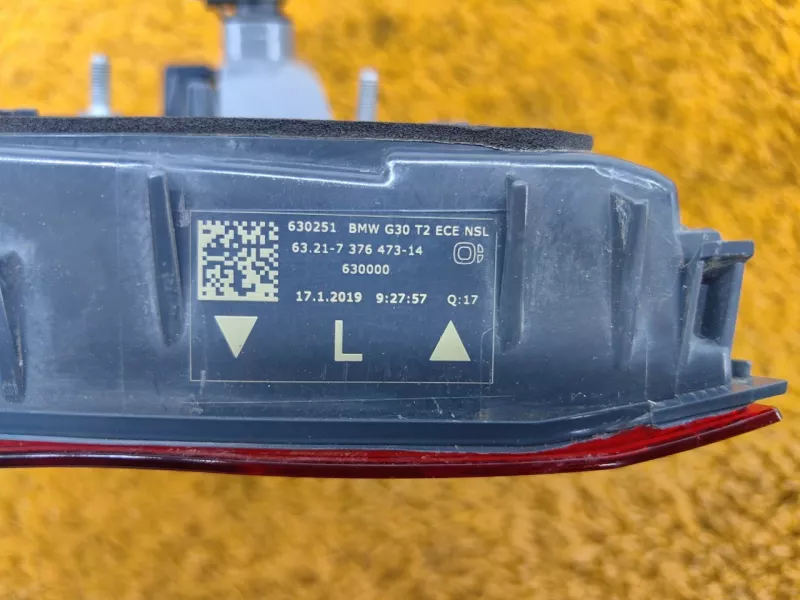 630251 BMW G30 T2 ECE NSL
63.21-7 376 473-14
630000
17.1.2019 9:27:57 Q:17
L